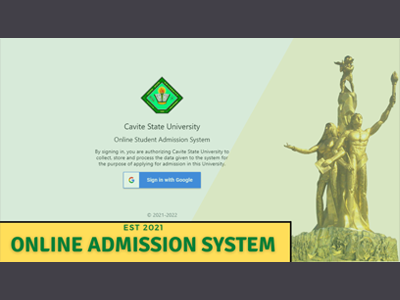 Cavite State University
Online Student Admission System
By signing in, you are authorizing Cavite State University to
collect, store and process the data given to the system for
the purpose of applying for admission in this University.
G Sign in with Google
© 2021-2022
EST 2021
ONLINE ADMISSION SYSTEM